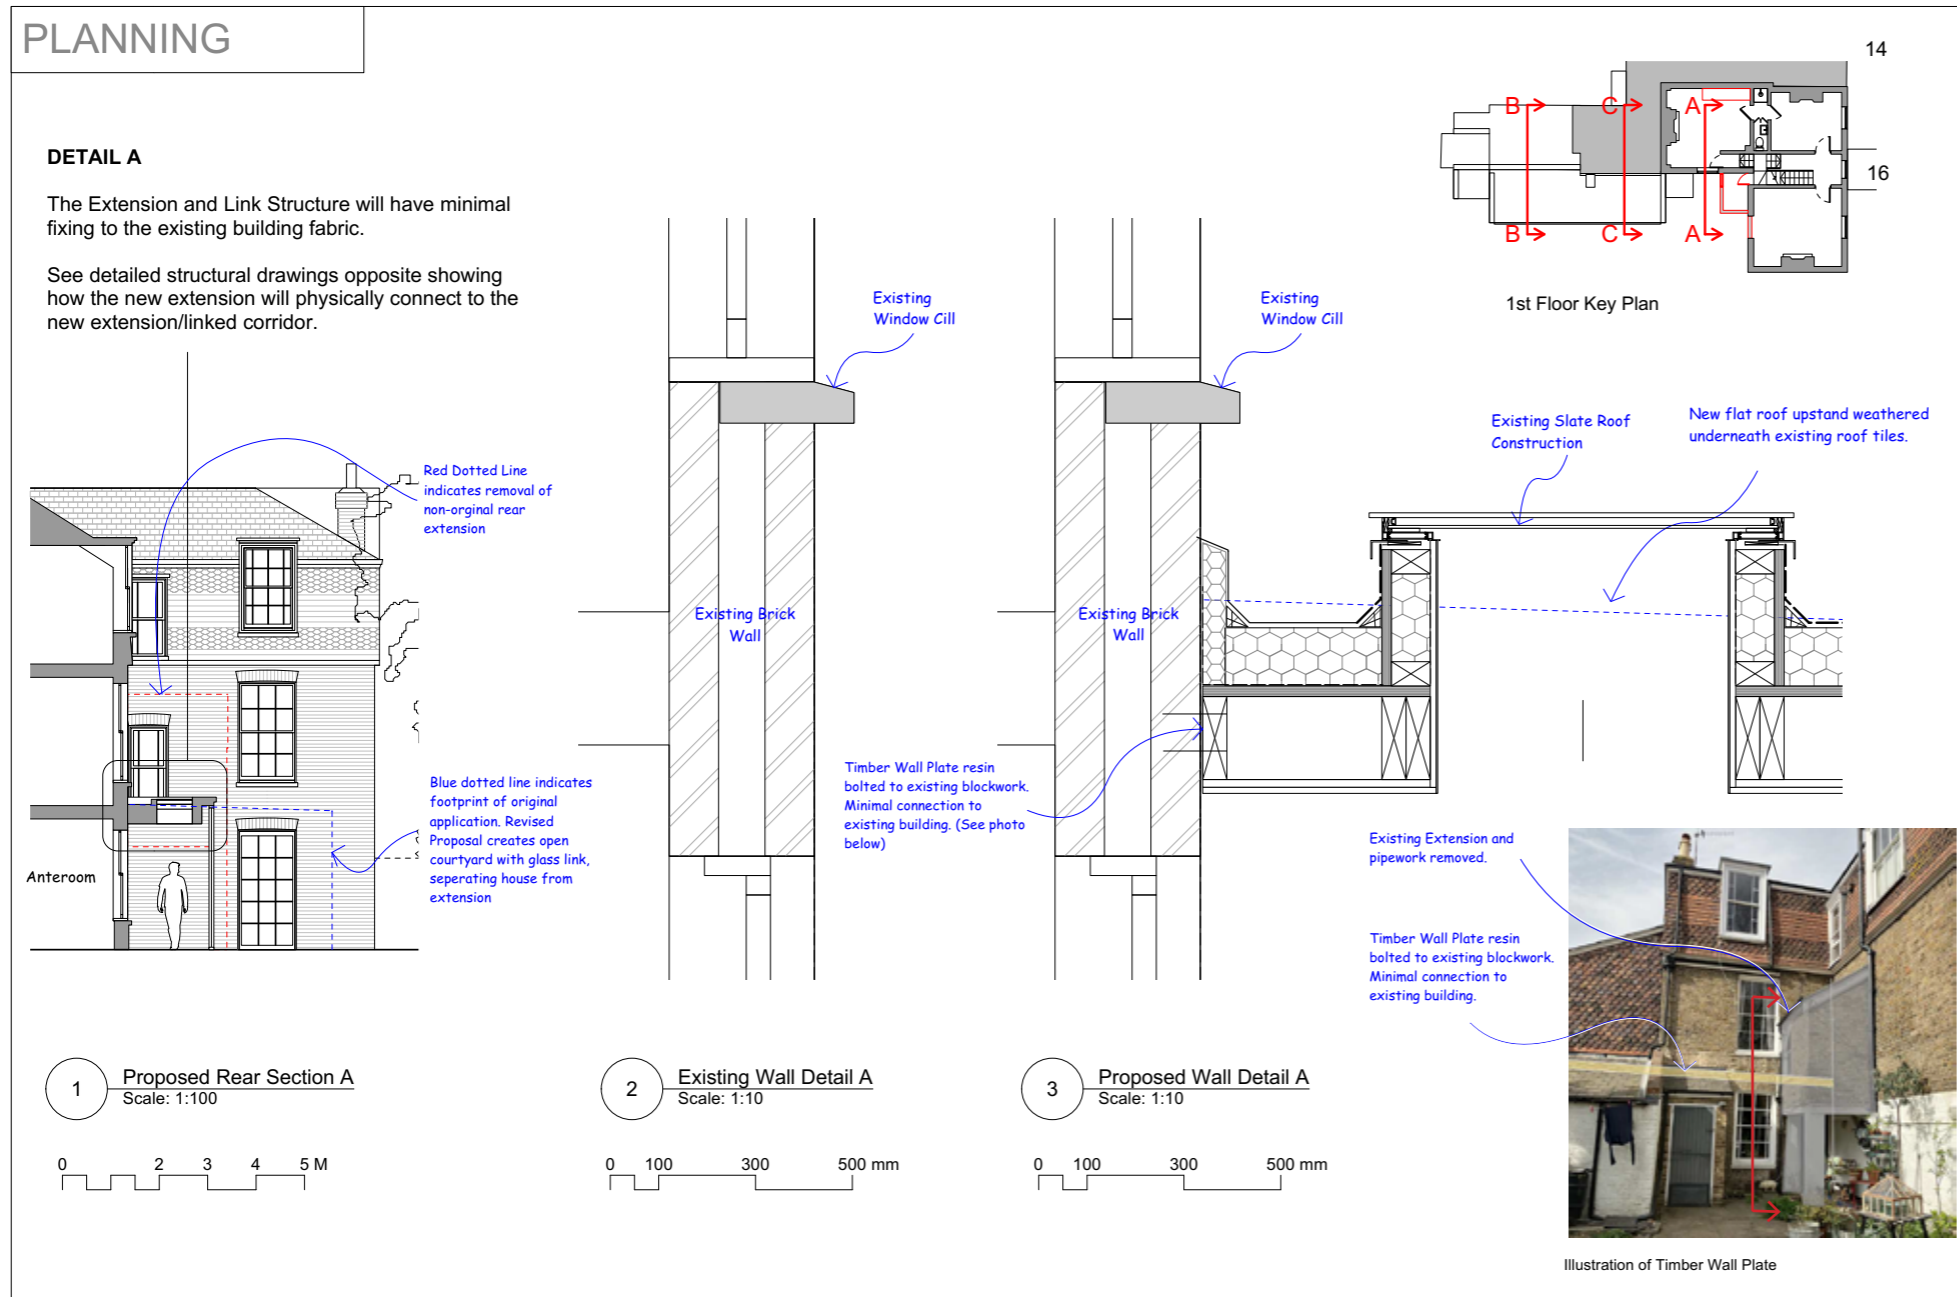 PLANNING
14
B
C
A
16
B
C
A
1st Floor Key Plan
DETAIL A
The Extension and Link Structure will have minimal
fixing to the existing building fabric.
See detailed structural drawings opposite showing
how the new extension will physically connect to the
new extension/linked corridor.
Red Dotted Line
indicates removal of
non-orginal rear
extension
Blue dotted line indicates
footprint of original
application. Revised
Proposal creates open
courtyard with glass link,
seperating house from
extension
Anteroom
Existing
Window Cill
Existing Brick
Wall
Existing
Window Cill
Existing Brick
Wall
Existing Slate Roof
Construction
New flat roof upstand weathered
underneath existing roof tiles.
Timber Wall Plate resin
bolted to existing blockwork.
Minimal connection to
existing building. (See photo
below)
Existing Extension and
pipework removed.
Timber Wall Plate resin
bolted to existing blockwork.
Minimal connection to
existing building.
1
Proposed Rear Section A
Scale: 1:100
0 2 3 4 5 M
2
Existing Wall Detail A
Scale: 1:10
0 100 300 500 mm
3
Proposed Wall Detail A
Scale: 1:10
0 100 300 500 mm
Illustration of Timber Wall Plate